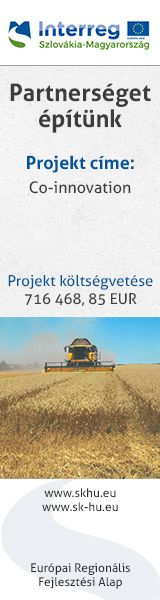 Interreg
Szlovákia-Magyarország
Partnerséget
építünk
Projekt címe:
Co-innovation
Projekt költségvetése
716 468, 85 EUR
www.skhu.eu
www.sk-hu.eu
Európai Regionális
Fejlesztési Alap